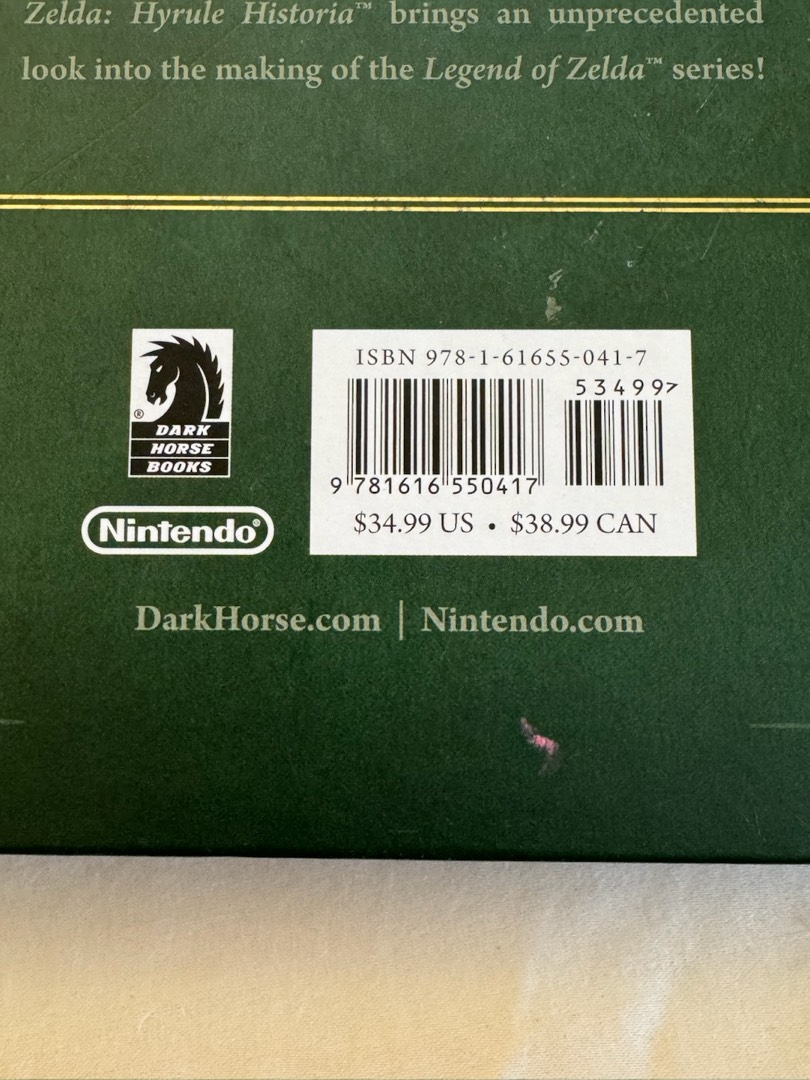 Zelda: Hyrule Historia™ brings an unprecedented
look into the making of the Legend of Zelda™ series!
ISBN 978-1-61655-041-7
53499>
9 781616 550417
$34.99 US • $38.99 CAN
®
DARK
HORSE
BOOKS
Nintendo®
DarkHorse.com | Nintendo.com